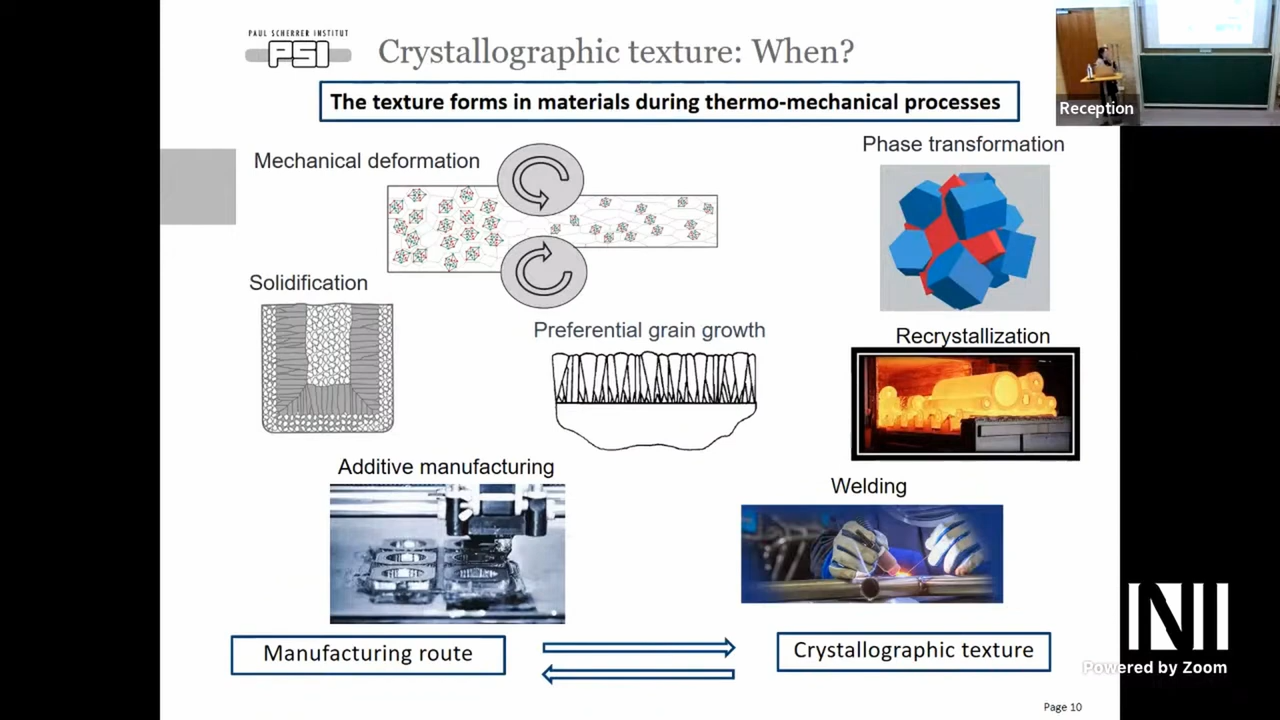 PAUL SCHERRER INSTITUT
PSI
Crystallographic texture: When?
The texture forms in materials during thermo-mechanical processes
Reception
Mechanical deformation
Phase transformation
Solidification
Preferential grain growth
Recrystallization
Additive manufacturing
Welding
Manufacturing route
Crystallographic texture
NI
Powered by Zoom
Page 10